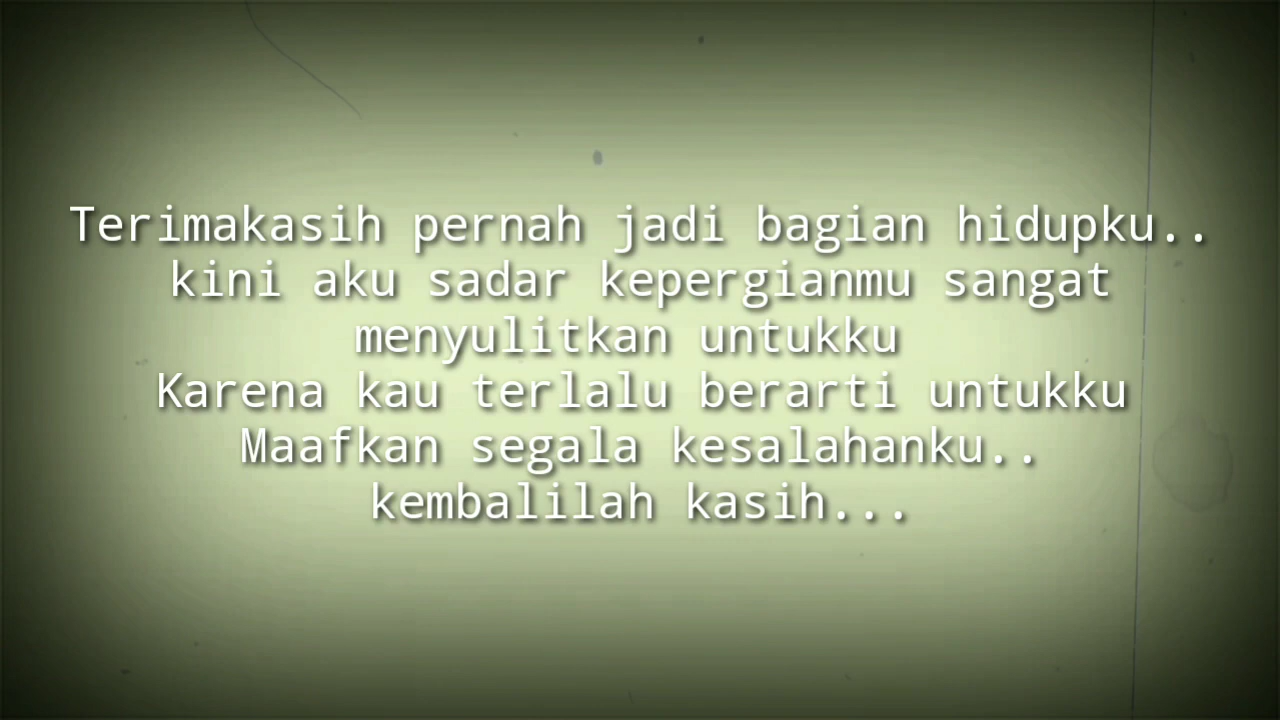 Terimakasih pernah jadi bagian hidupku..
kini aku sadar kepergianmu sangat
menyulitkan untukku
Karena kau terlalu berarti untukku
Maafkan segala kesalahanku..
kembalilah kasih...